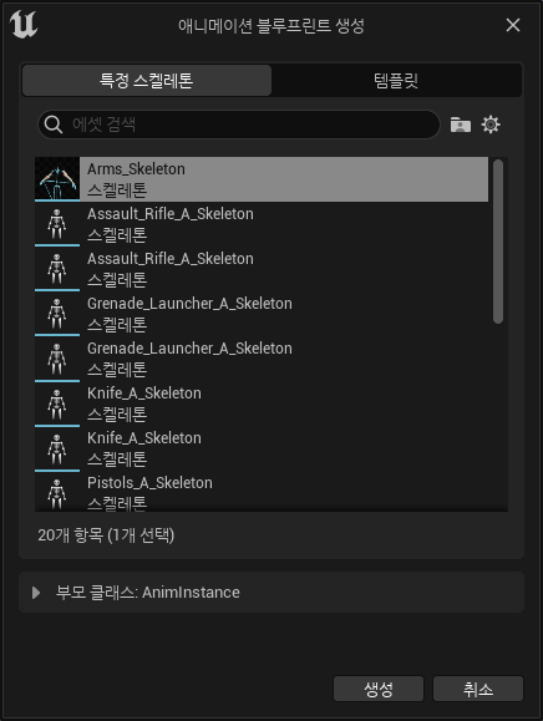 애니메이션 블루프린트 생성
특정 스켈레톤
템플릿
에셋 검색
Arms_Skeleton
스켈레톤
Assault_Rifle_A_Skeleton
스켈레톤
Assault_Rifle_A_Skeleton
스켈레톤
Grenade_Launcher_A_Skeleton
스켈레톤
Grenade_Launcher_A_Skeleton
스켈레톤
Knife_A_Skeleton
스켈레톤
Knife_A_Skeleton
스켈레톤
Pistols_A_Skeleton
스켈레톤
20개 항목 (1개 선택)
부모 클래스: AnimInstance
생성
취소